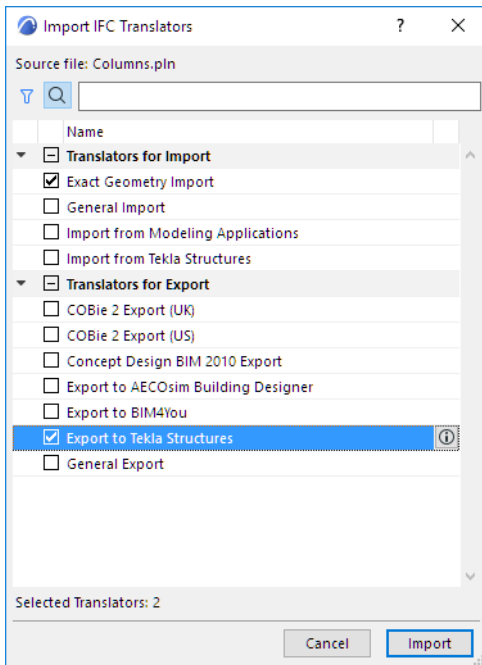 Import IFC Translators
?
Source file: Columns.pln
Name
Translators for Import
Exact Geometry Import
General Import
Import from Modeling Applications
Import from Tekla Structures
Translators for Export
COBie 2 Export (UK)
COBie 2 Export (US)
Concept Design BIM 2010 Export
Export to AECOsim Building Designer
Export to BIM4You
Export to Tekla Structures
General Export
Selected Translators: 2
Cancel Import